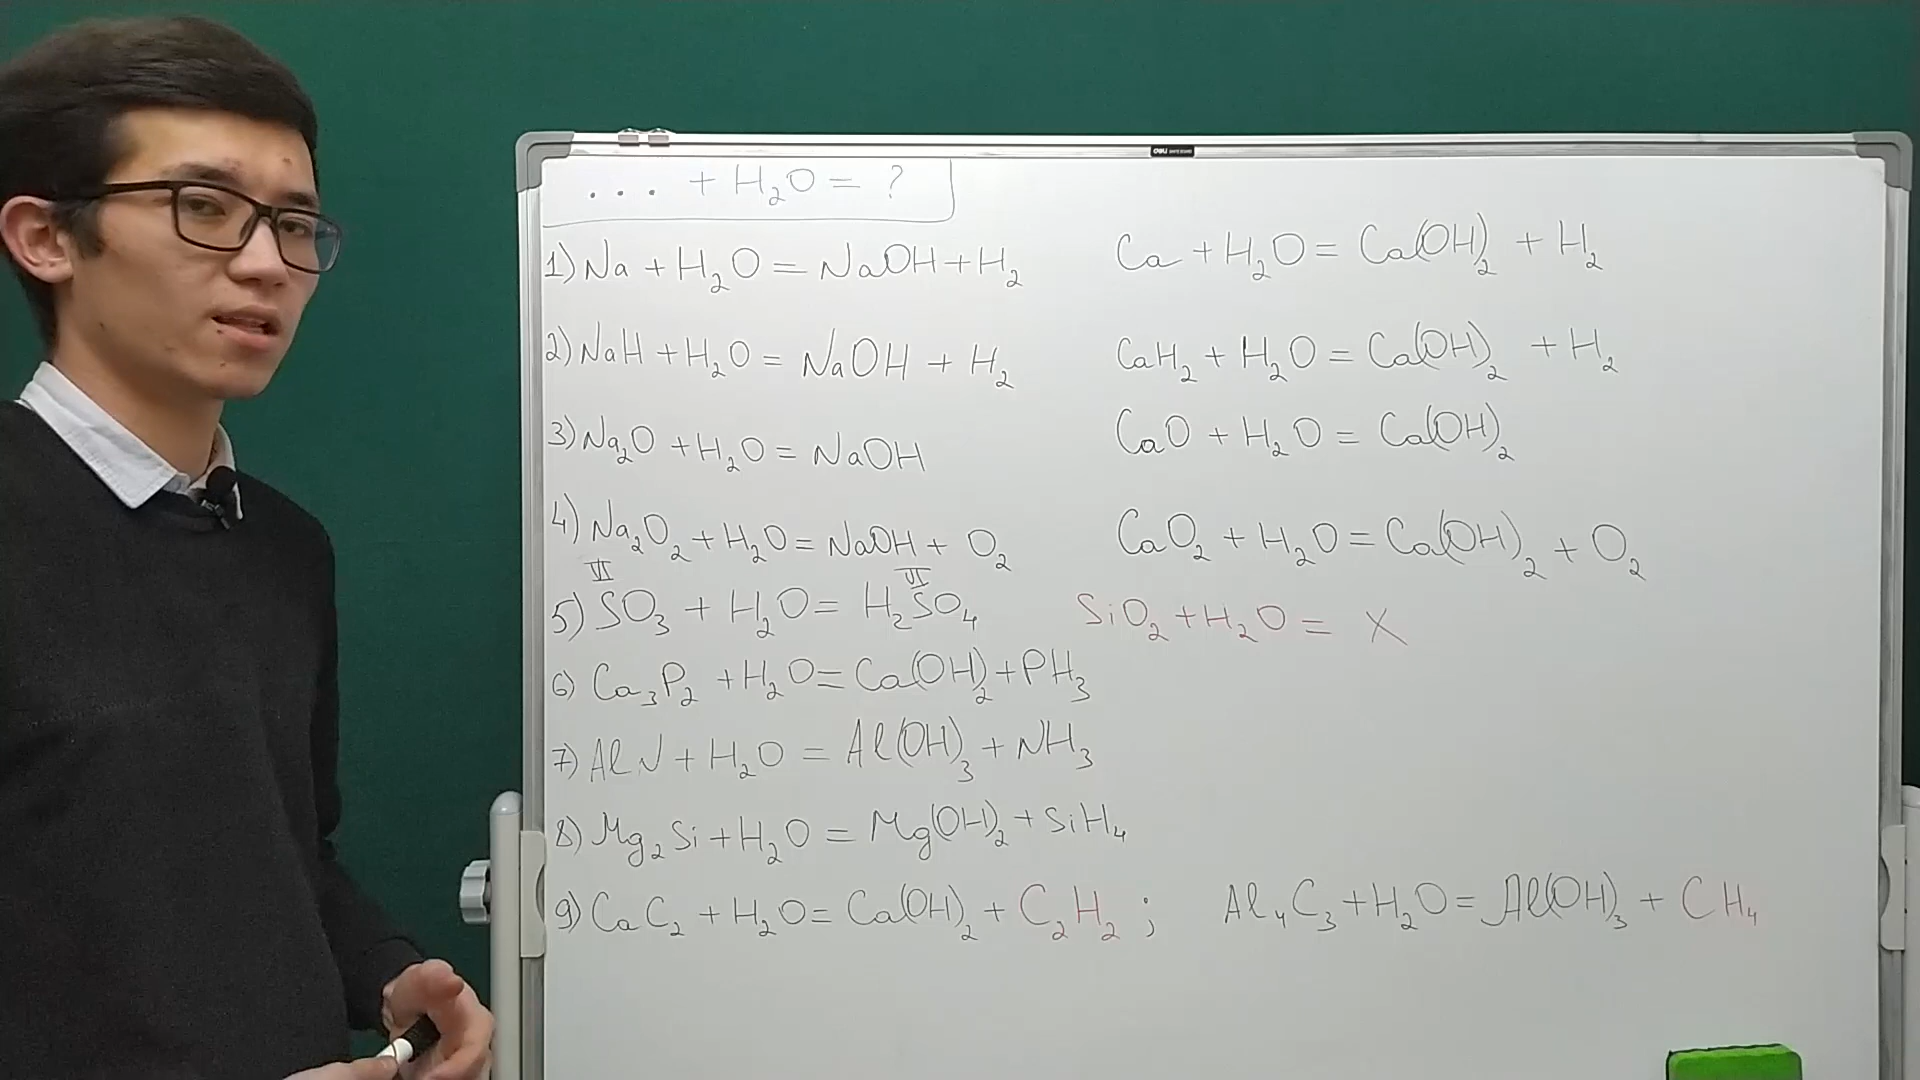 ... + H₂O = ?
1) Na + H₂O = NaOH + H₂
Ca + H₂O = Ca(OH)₂ + H₂
2) NaH + H₂O = NaOH + H₂
CaH₂ + H₂O = Ca(OH)₂ + H₂
3) Na₂O + H₂O = NaOH
CaO + H₂O = Ca(OH)₂
4) Na₂O₂ + H₂O = NaOH + O₂
CaO₂ + H₂O = Ca(OH)₂ + O₂
VI VI
5) SO₃ + H₂O = H₂SO₄
SiO₂ + H₂O = X
6) Ca₃P₂ + H₂O = Ca(OH)₂ + PH₃
7) AlN + H₂O = Al(OH)₃ + NH₃
8) Mg₂Si + H₂O = Mg(OH)₂ + SiH₄
9) CaC₂ + H₂O = Ca(OH)₂ + C₂H₂ ; Al₄C₃ + H₂O = Al(OH)₃ + CH₄